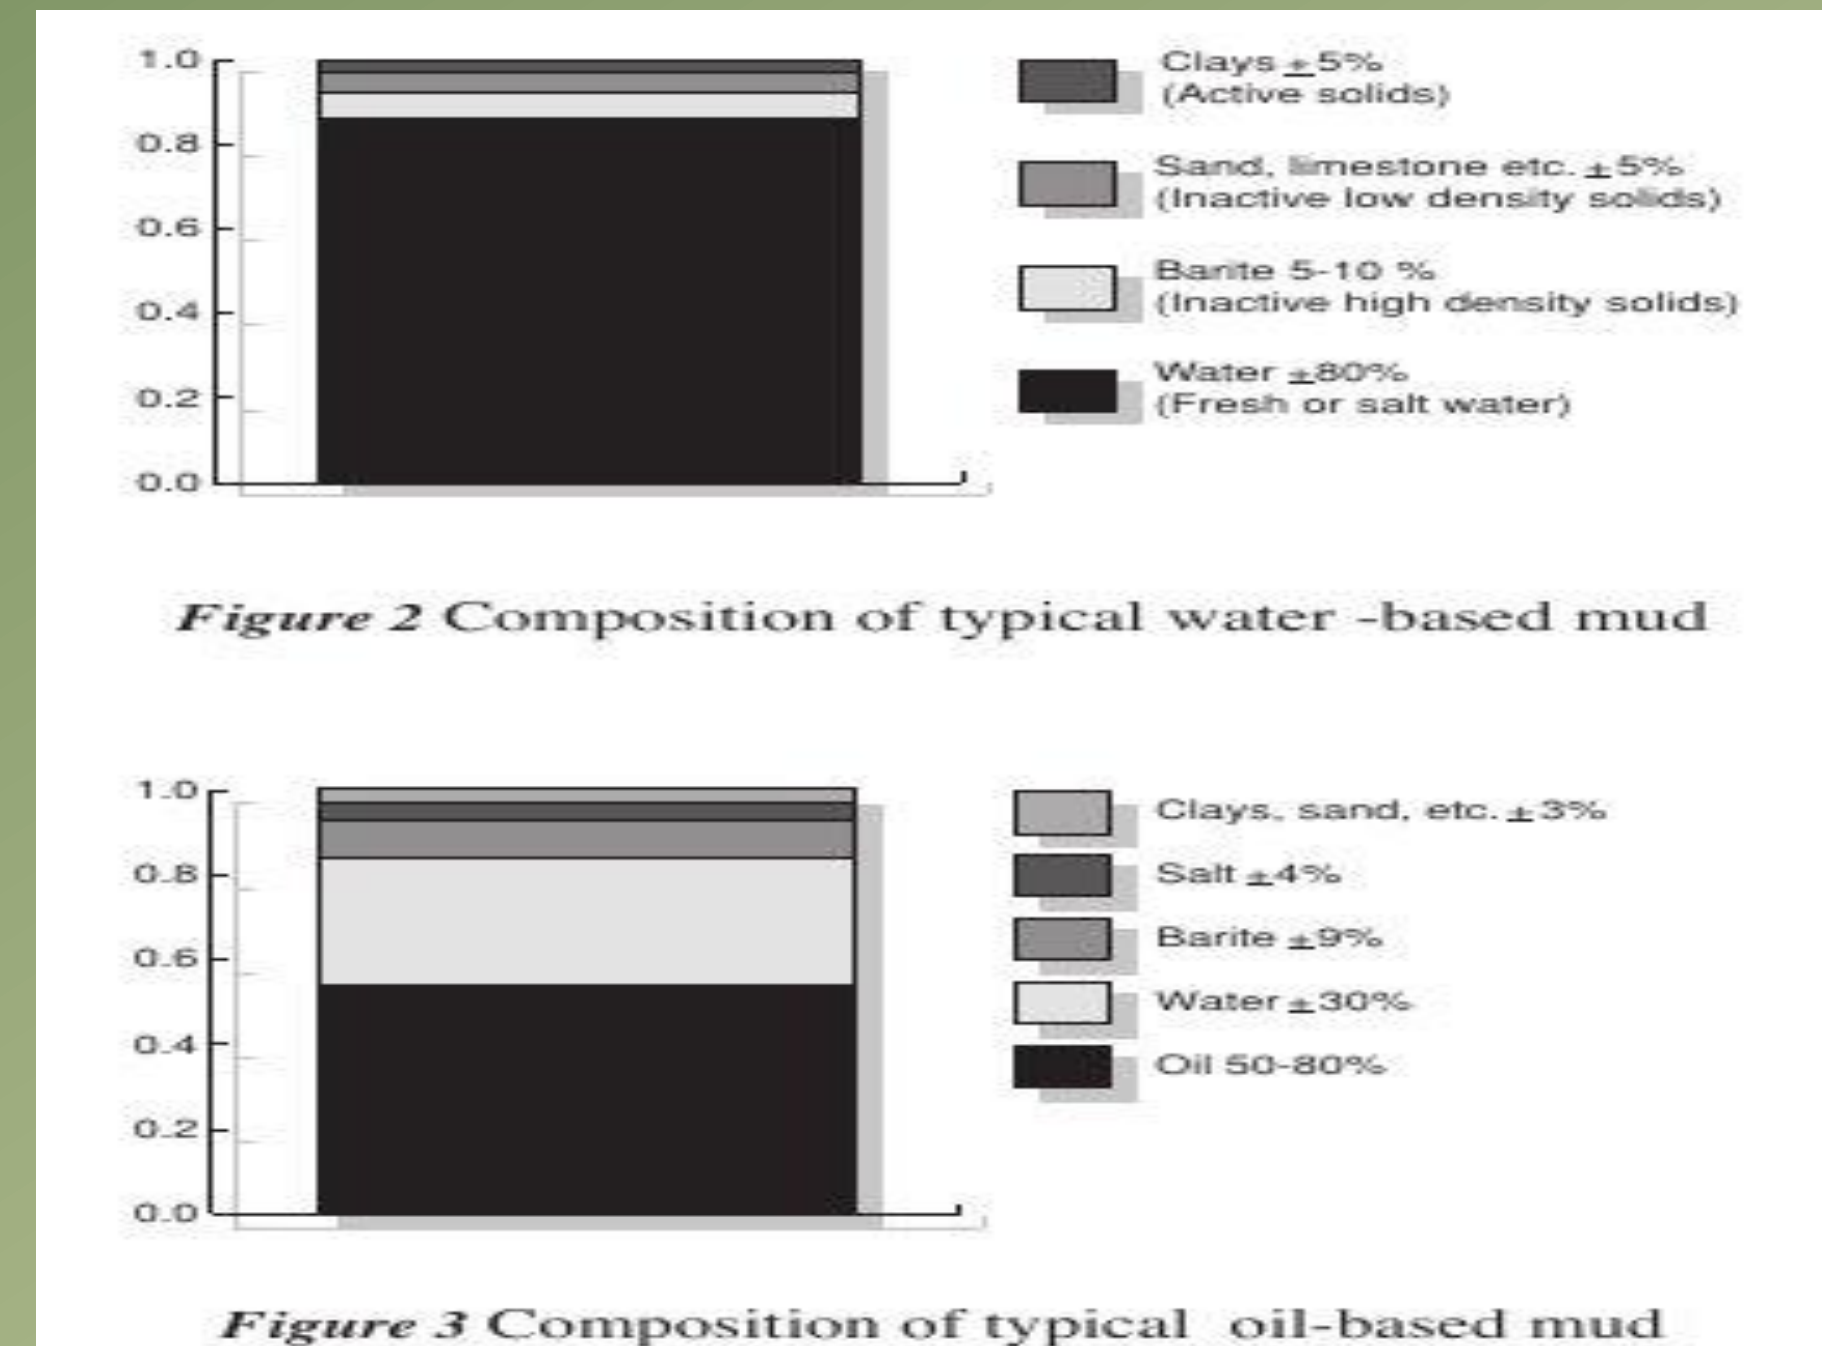 1.0
0.8
0.6
0.4
0.2
0.0
Clays ±5%
(Active solids)
Sand, limestone etc. ±5%
(Inactive low density solids)
Barite 5-10 %
(Inactive high density solids)
Water ±80%
(Fresh or salt water)
Figure 2 Composition of typical water -based mud
1.0
0.8
0.6
0.4
0.2
0.0
Clays, sand, etc. ±3%
Salt ±4%
Barite ±9%
Water ±30%
Oil 50-80%
Figure 3 Composition of typical oil-based mud